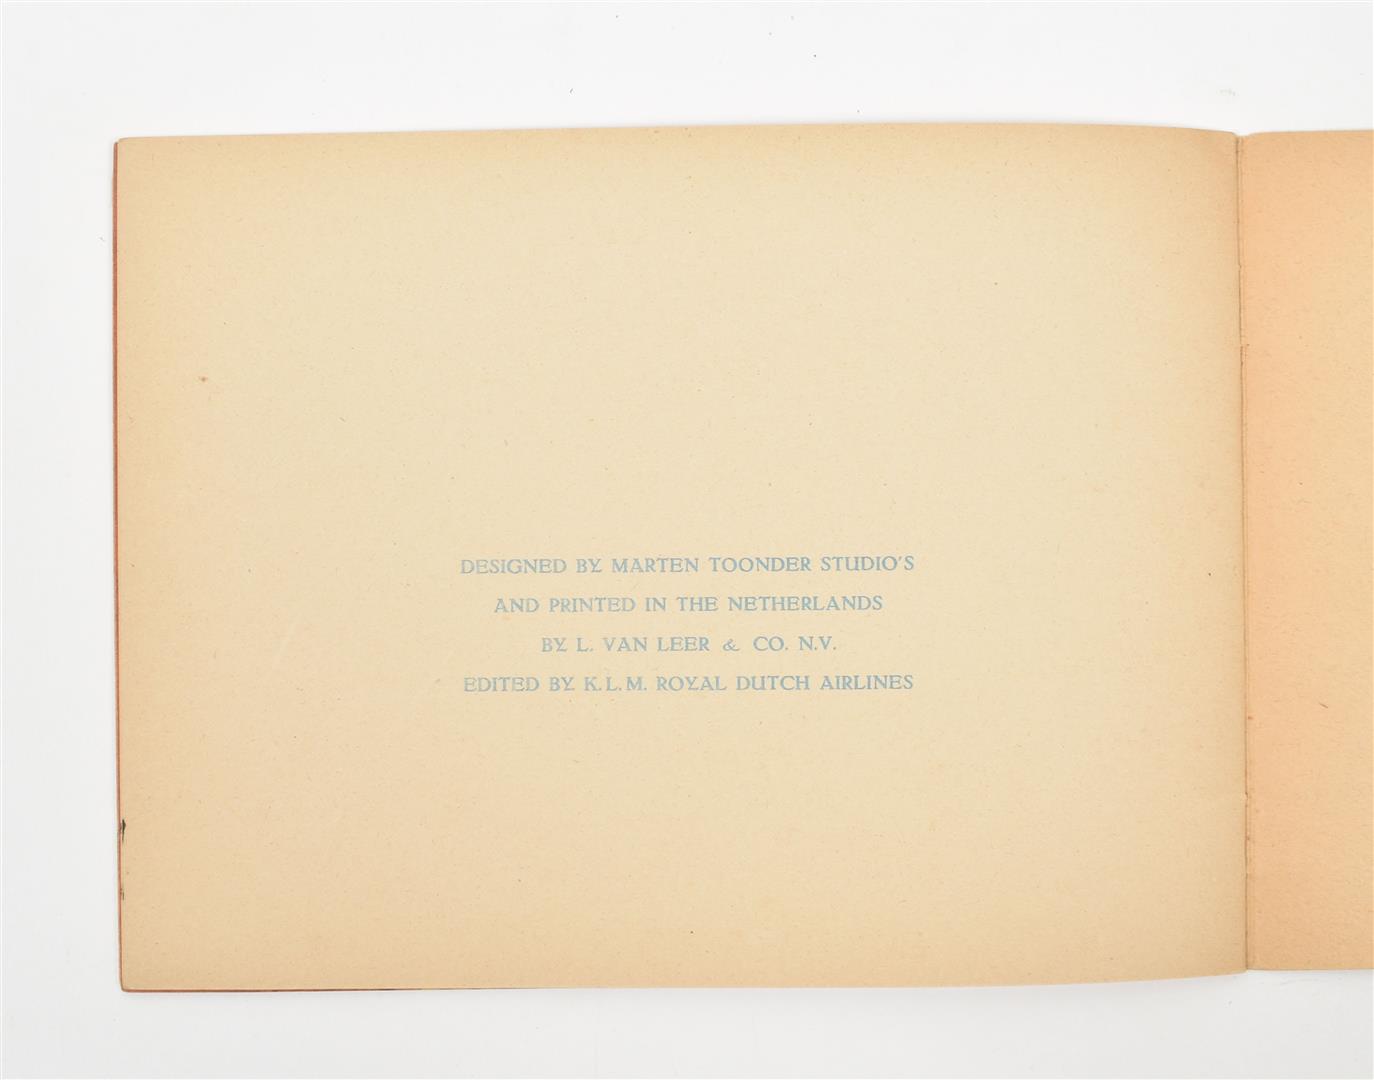 DESIGNED BY MARTEN TOONDER STUDIO'S
AND PRINTED IN THE NETHERLANDS
BY L. VAN LEER & CO. N.V.
EDITED BY K.L.M. ROYAL DUTCH AIRLINES